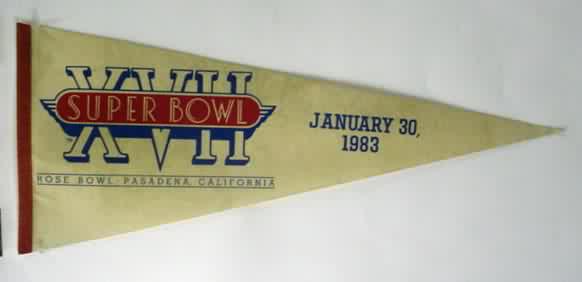 XVII
SUPER BOWL
ROSE BOWL - PASADENA, CALIFORNIA
JANUARY 30,
1983